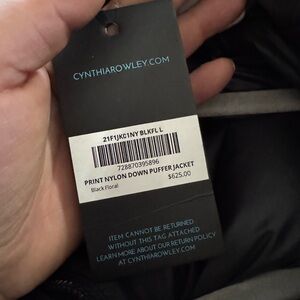 CYNTHIAROWLEY.COM
21F1JKC1NY BLKFL L
728870395896
PRINT NYLON DOWN PUFFER JACKET
Black Floral
$625.00
ITEM CANNOT BE RETURNED
WITHOUT THIS TAG ATTACHED
LEARN MORE ABOUT OUR RETURN POLICY
AT CYNTHIAROWLEY.COM